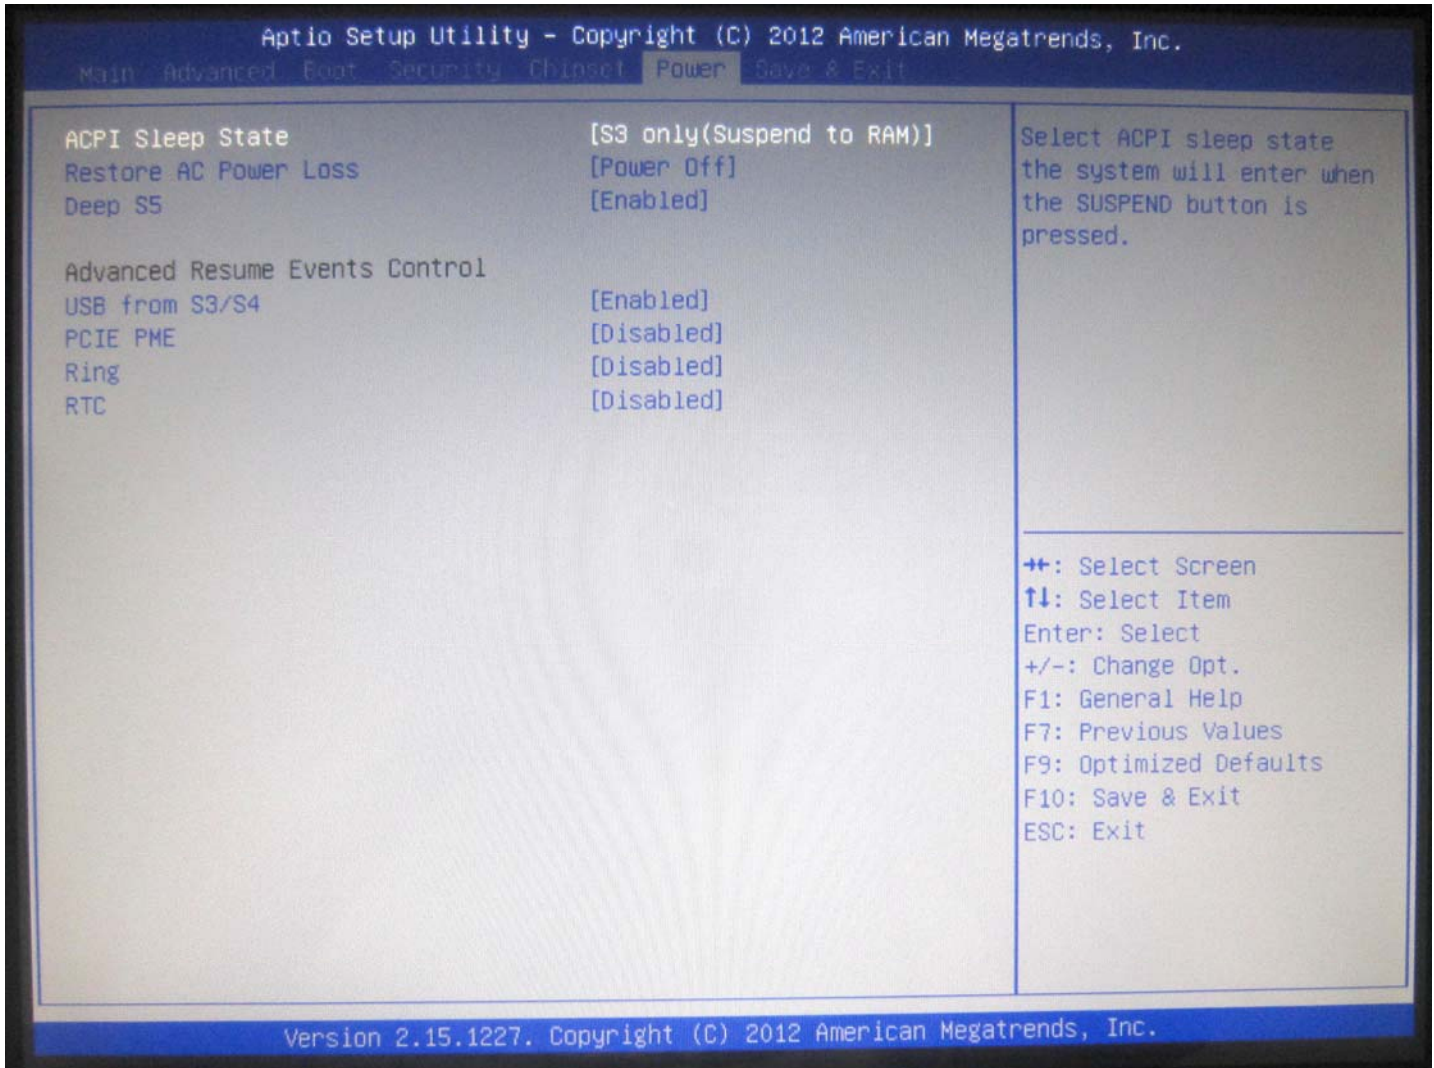 Aptio Setup Utility – Copyright (C) 2012 American Megatrends, Inc.
Main Advanced Boot Security Chipset Power Save & Exit
ACPI Sleep State [S3 only(Suspend to RAM)]
Restore AC Power Loss [Power Off]
Deep S5 [Enabled]
Advanced Resume Events Control
USB from S3/S4 [Enabled]
PCIE PME [Disabled]
Ring [Disabled]
RTC [Disabled]
Select ACPI sleep state
the system will enter when
the SUSPEND button is
pressed.
→←: Select Screen
↑↓: Select Item
Enter: Select
+/-: Change Opt.
F1: General Help
F7: Previous Values
F9: Optimized Defaults
F10: Save & Exit
ESC: Exit
Version 2.15.1227. Copyright (C) 2012 American Megatrends, Inc.